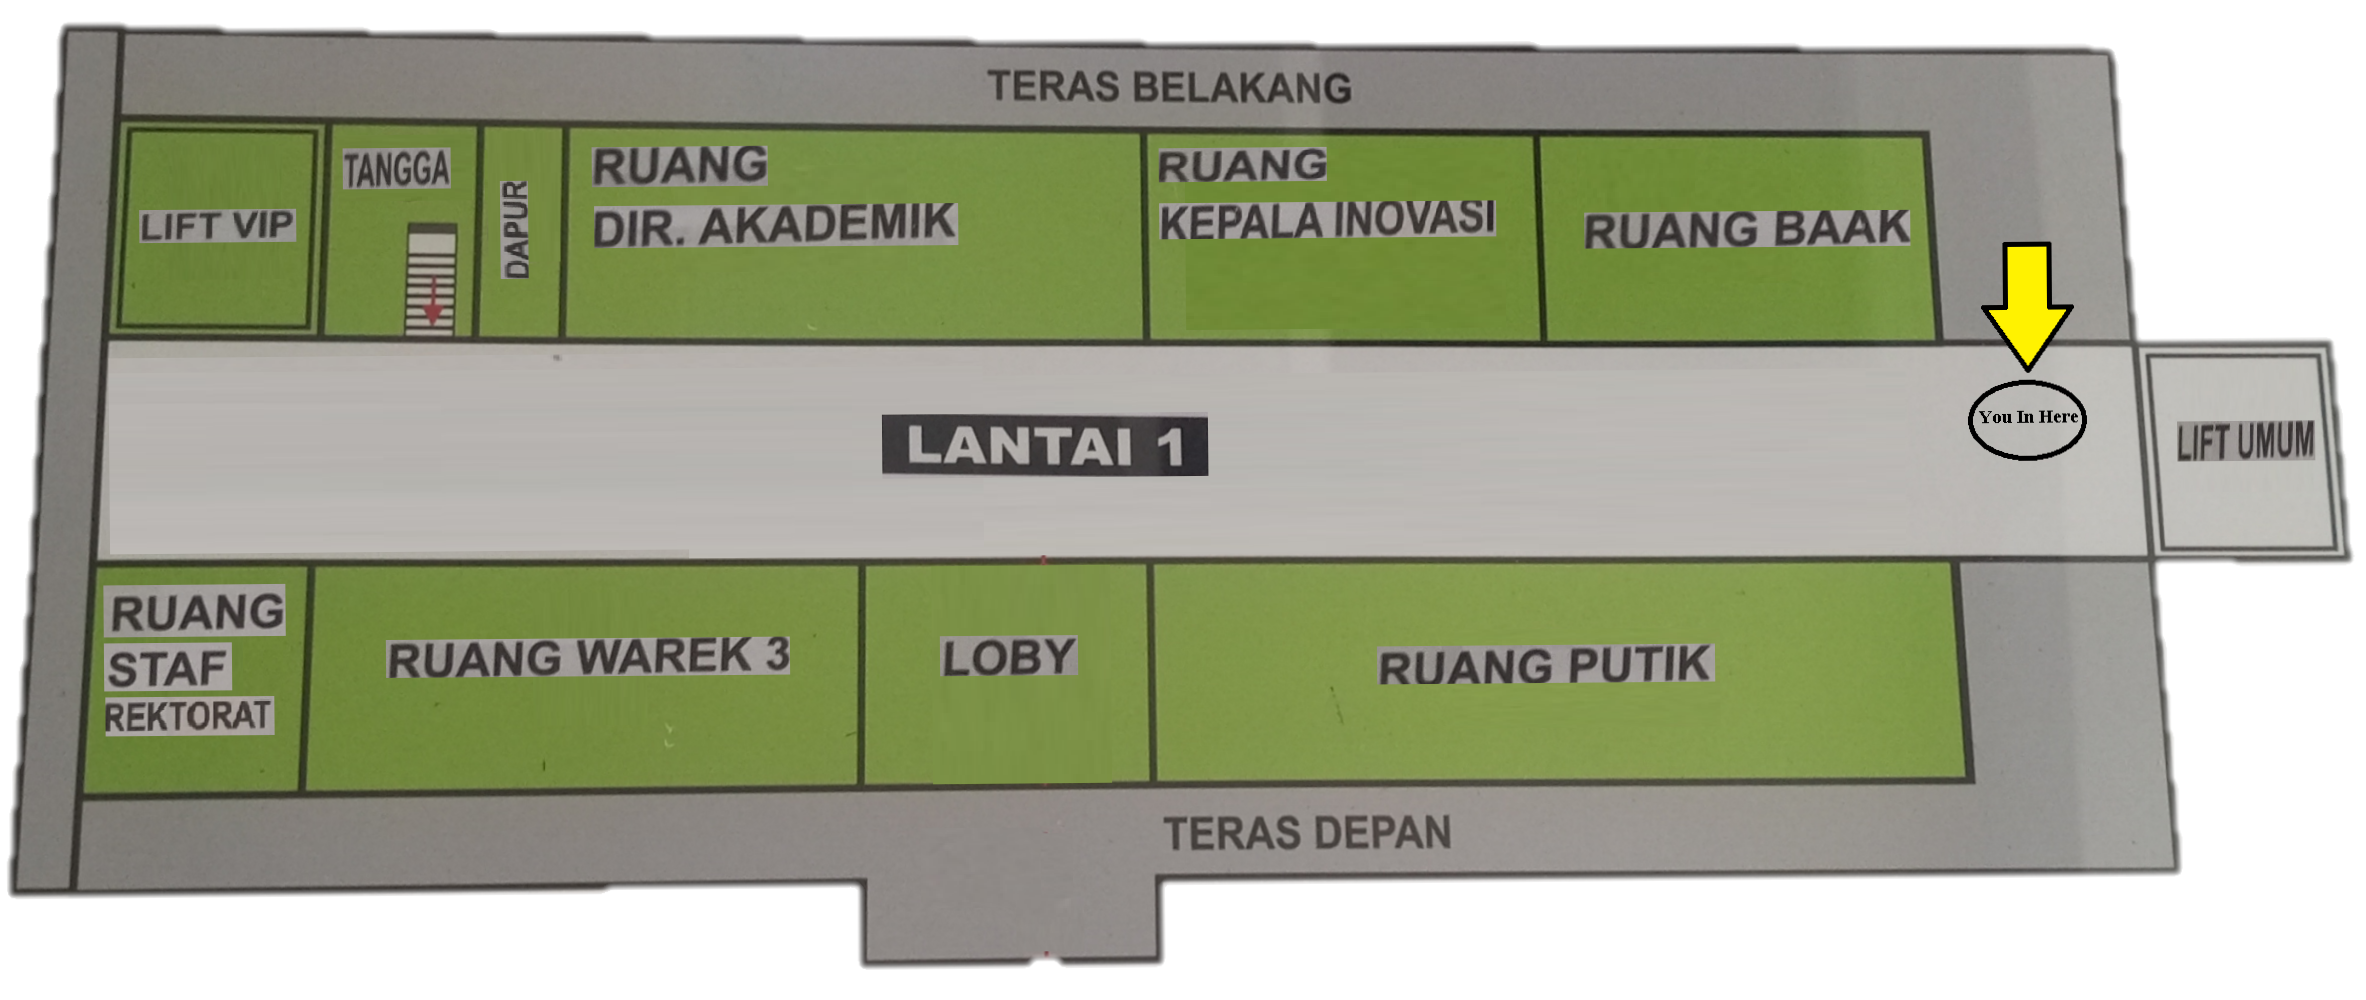 TERAS BELAKANG
LIFT VIP
TANGGA
DAPUR
RUANG
DIR. AKADEMIK
RUANG
KEPALA INOVASI
RUANG BAAK
You In Here
LANTAI 1
LIFT UMUM
RUANG
STAF
REKTORAT
RUANG WAREK 3
LOBY
RUANG PUTIK
TERAS DEPAN